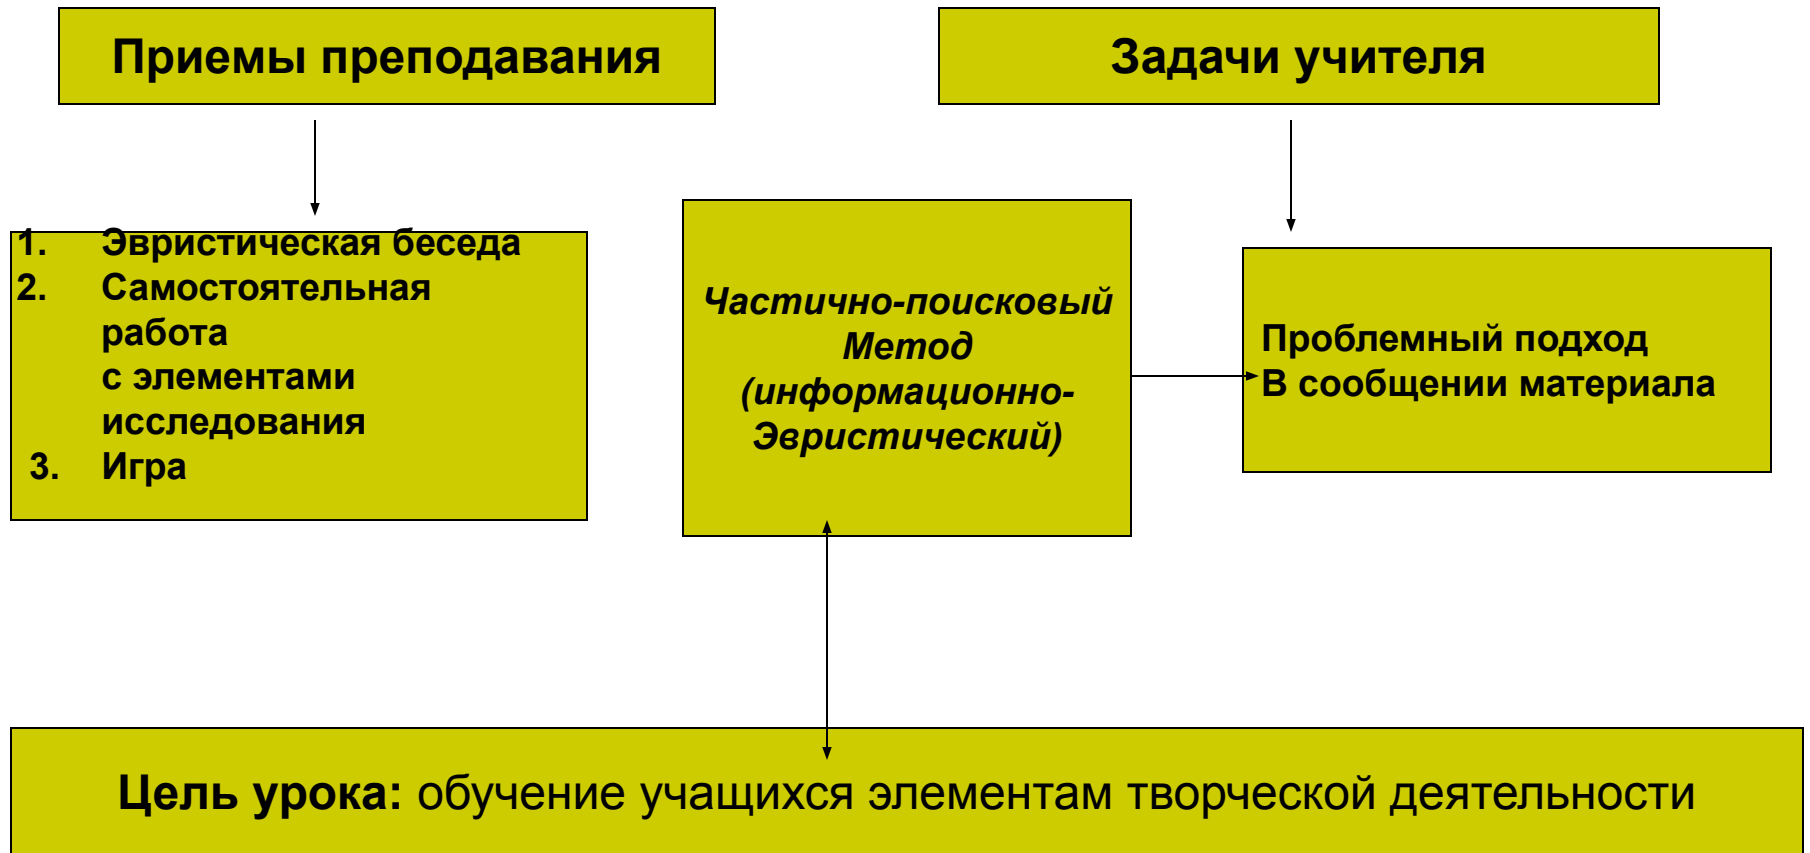 Приемы преподавания
Задачи учителя
1. Эвристическая беседа
2. Самостоятельная
работа
с элементами
исследования
3. Игра
Частично-поисковый
Метод
(информационно-
Эвристический)
Проблемный подход
В сообщении материала
Цель урока: обучение учащихся элементам творческой деятельности